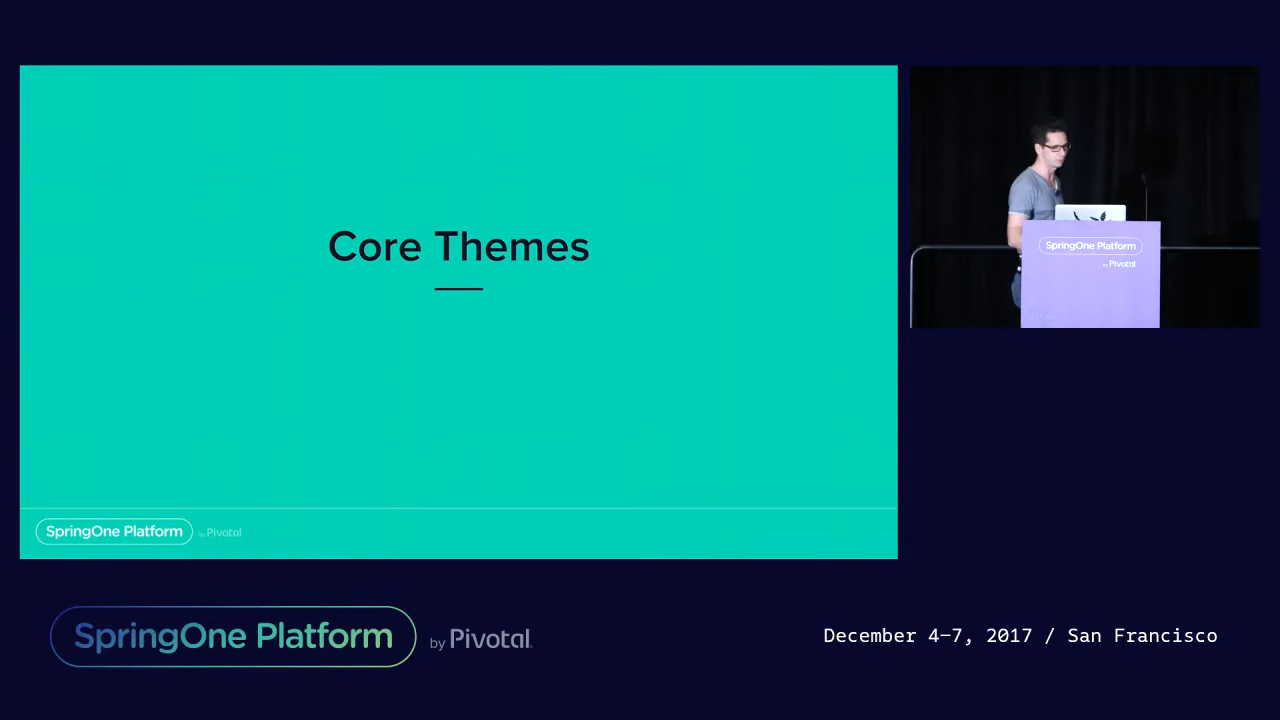 Core Themes
SpringOne Platform
by Pivotal
SpringOne Platform
by Pivotal
SpringOne Platform
by Pivotal.
December 4–7, 2017 / San Francisco